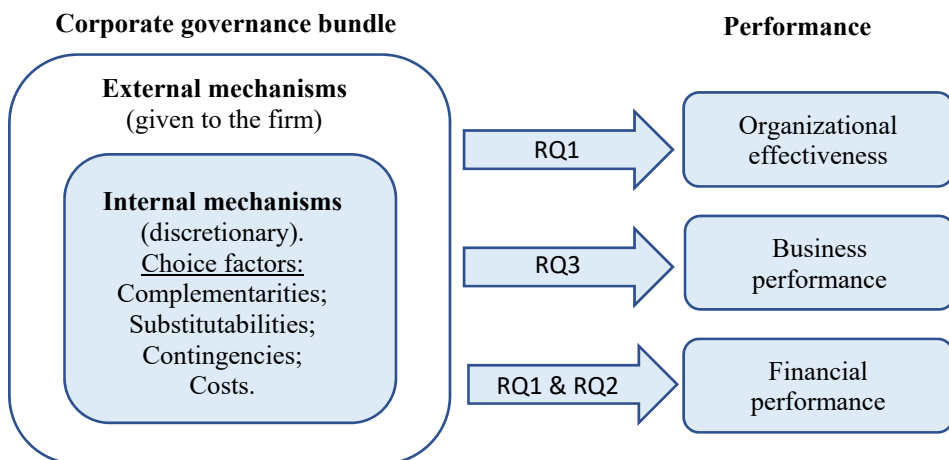 Corporate governance bundle
Performance
External mechanisms
(given to the firm)
Internal mechanisms
(discretionary).
Choice factors:
Complementarities;
Substitutabilities;
Contingencies;
Costs.
RQ1
Organizational
effectiveness
RQ3
Business
performance
RQ1 & RQ2
Financial
performance